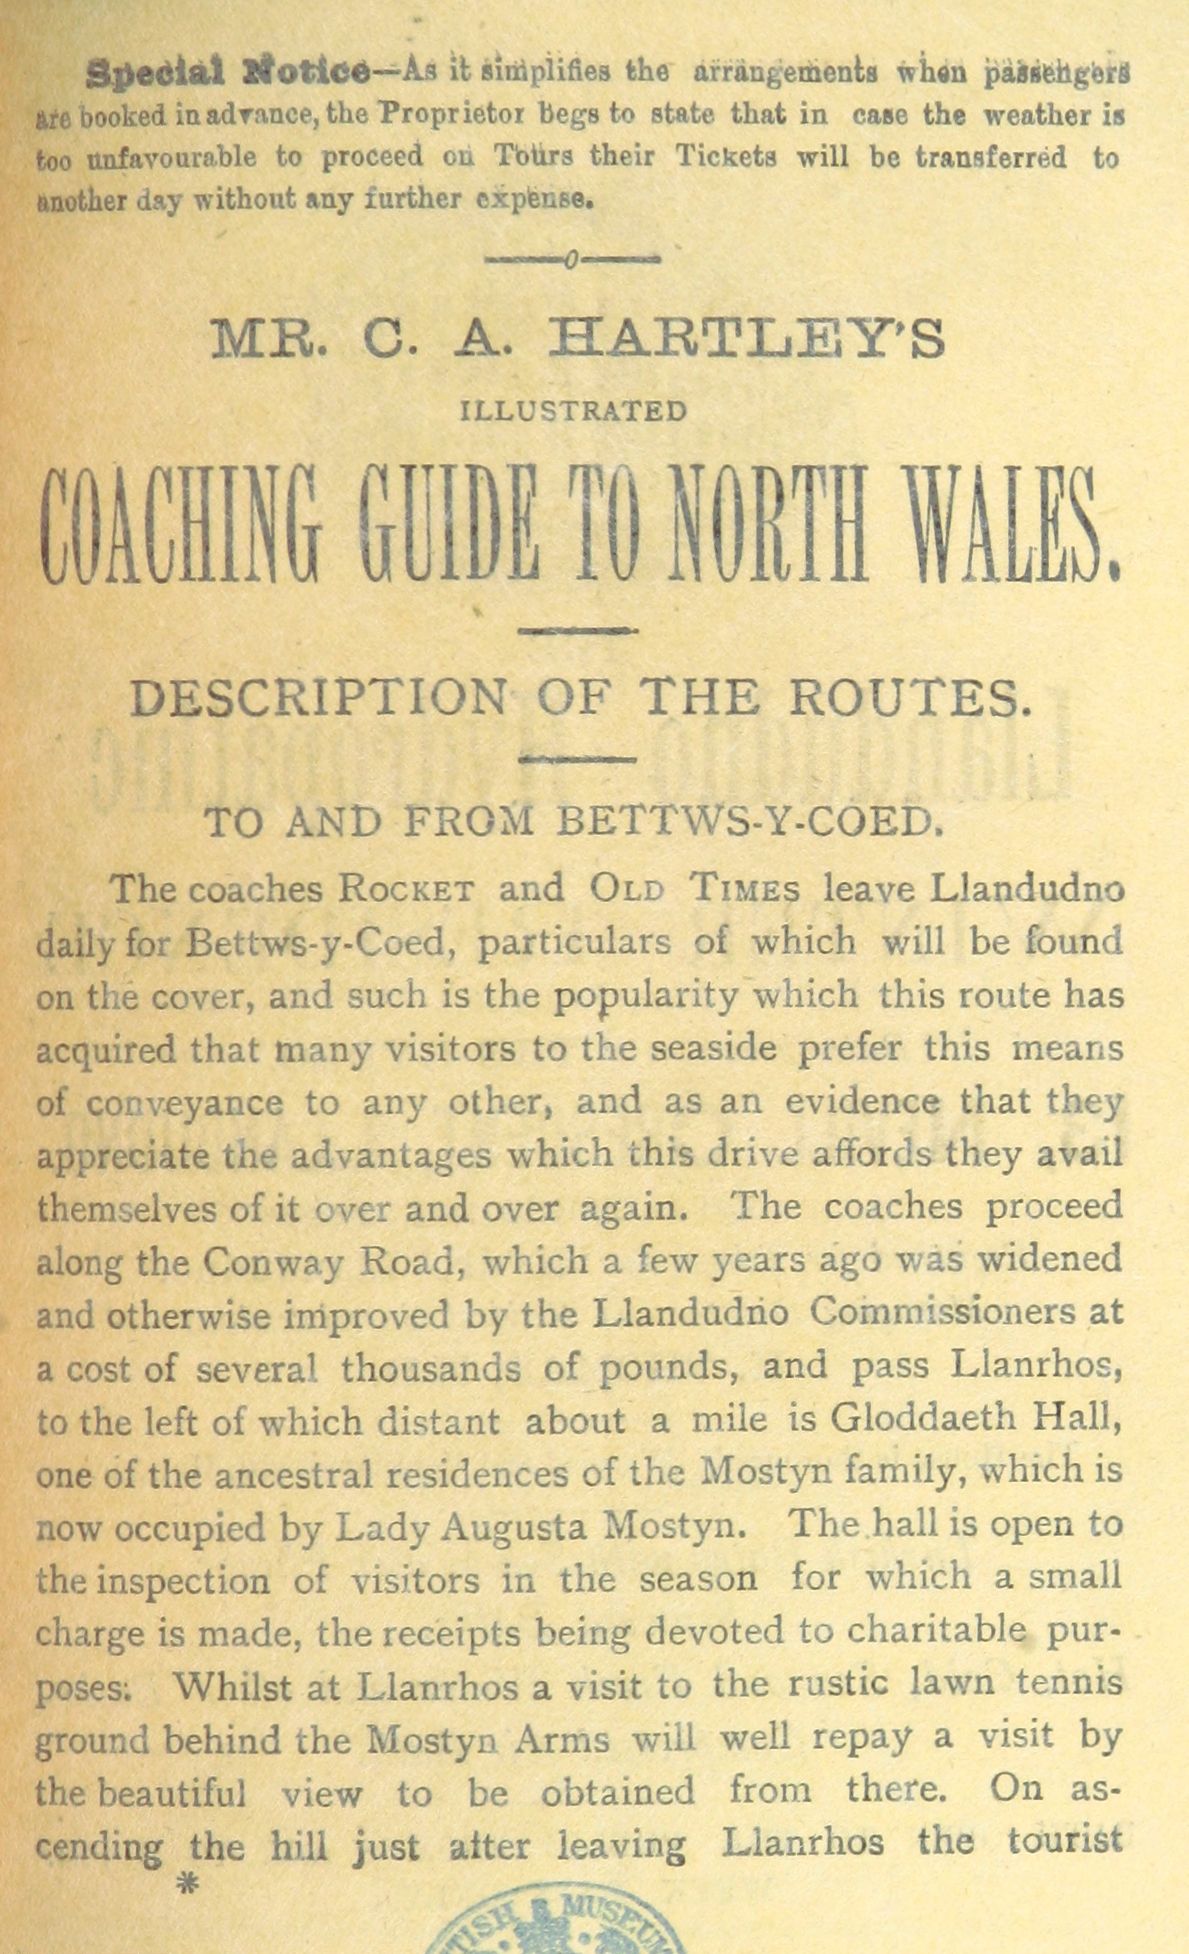 Special Notice—As it simplifies the arrangements when passengers
are booked in advance, the Proprietor begs to state that in case the weather is
too unfavourable to proceed on Tours their Tickets will be transferred to
another day without any further expense.
MR. C. A. HARTLEY'S
ILLUSTRATED
COACHING GUIDE TO NORTH WALES.
DESCRIPTION OF THE ROUTES.
TO AND FROM BETTWS-Y-COED.
The coaches ROCKET and OLD TIMES leave Llandudno
daily for Bettws-y-Coed, particulars of which will be found
on the cover, and such is the popularity which this route has
acquired that many visitors to the seaside prefer this means
of conveyance to any other, and as an evidence that they
appreciate the advantages which this drive affords they avail
themselves of it over and over again. The coaches proceed
along the Conway Road, which a few years ago was widened
and otherwise improved by the Llandudno Commissioners at
a cost of several thousands of pounds, and pass Llanrhos,
to the left of which distant about a mile is Gloddaeth Hall,
one of the ancestral residences of the Mostyn family, which is
now occupied by Lady Augusta Mostyn. The hall is open to
the inspection of visitors in the season for which a small
charge is made, the receipts being devoted to charitable pur-
poses. Whilst at Llanrhos a visit to the rustic lawn tennis
ground behind the Mostyn Arms will well repay a visit by
the beautiful view to be obtained from there. On as-
cending the hill just after leaving Llanrhos the tourist
*
MUSEUM